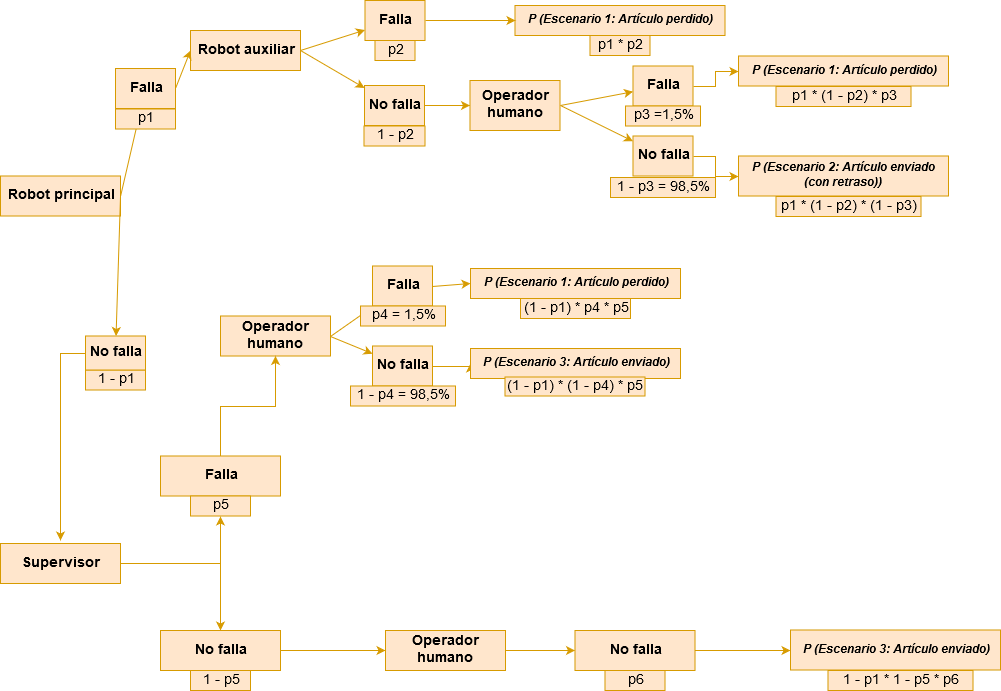 Falla
p2
P (Escenario 1: Artículo perdido)
p1 * p2
Robot auxiliar
Falla
p1
No falla
1 - p2
Operador
humano
Falla
p3 =1,5%
P (Escenario 1: Artículo perdido)
p1 * (1 - p2) * p3
No falla
1 - p3 = 98,5%
P (Escenario 2: Artículo enviado
(con retraso))
p1 * (1 - p2) * (1 - p3)
Robot principal
No falla
1 - p1
Operador
humano
Falla
p4 = 1,5%
P (Escenario 1: Artículo perdido)
(1 - p1) * p4 * p5
No falla
1 - p4 = 98,5%
P (Escenario 3: Artículo enviado)
(1 - p1) * (1 - p4) * p5
Falla
p5
Supervisor
No falla
1 - p5
Operador
humano
No falla
p6
P (Escenario 3: Artículo enviado)
1 - p1 * 1 - p5 * p6